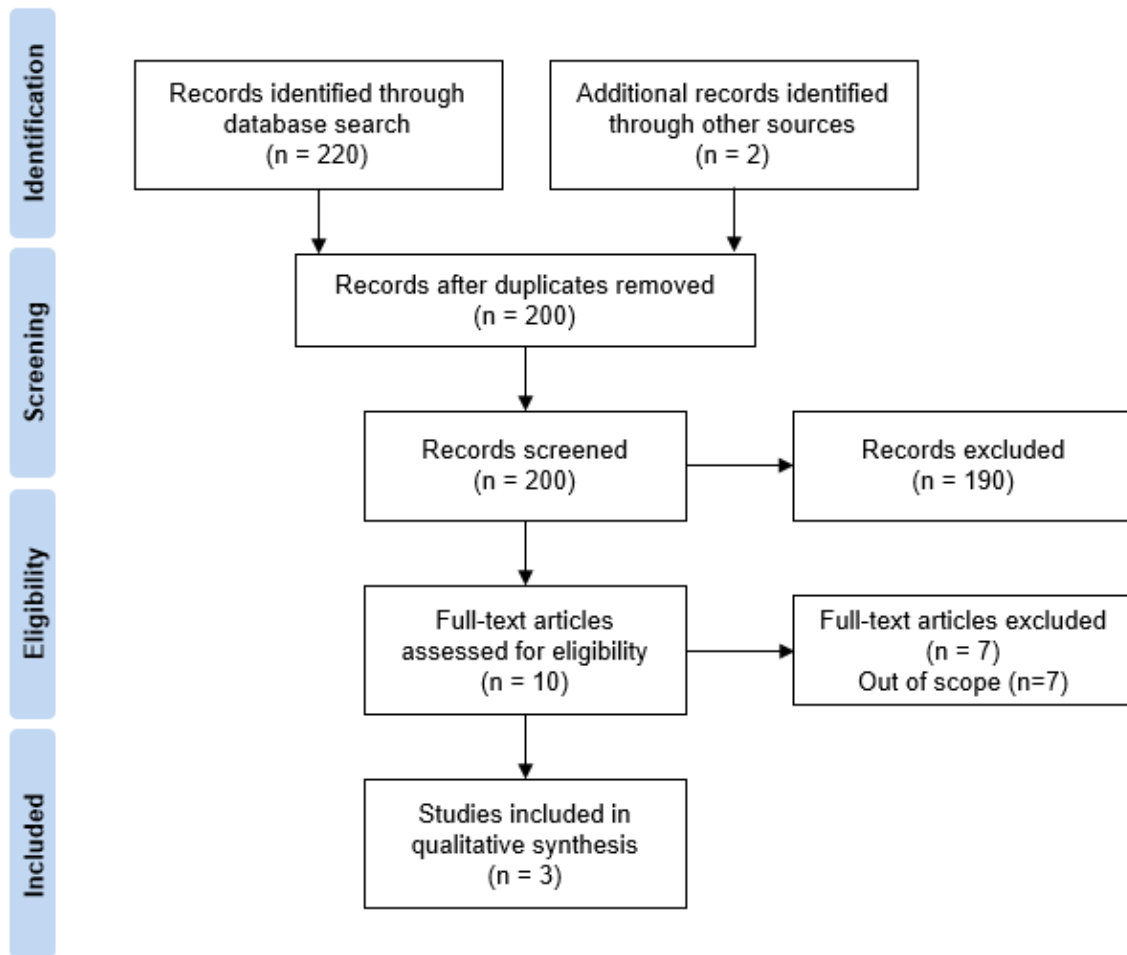 Identification
Records identified through
database search
(n = 220)
Additional records identified
through other sources
(n = 2)
Screening
Records after duplicates removed
(n = 200)
Records screened
(n = 200)
Records excluded
(n = 190)
Eligibility
Full-text articles
assessed for eligibility
(n = 10)
Full-text articles excluded
(n = 7)
Out of scope (n=7)
Included
Studies included in
qualitative synthesis
(n = 3)